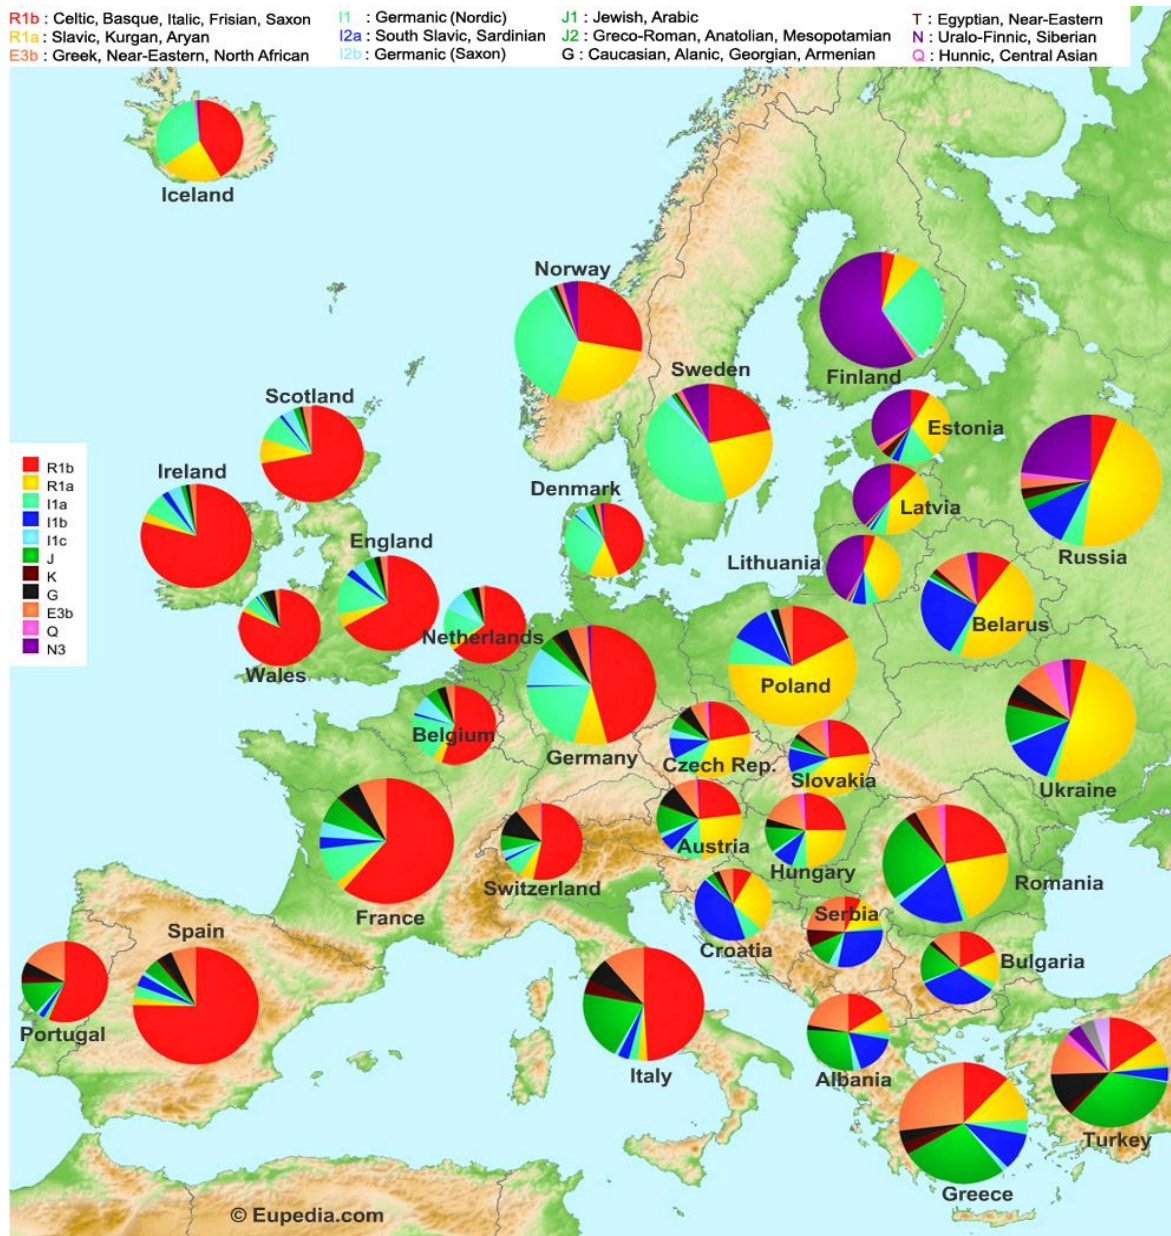 R1b : Celtic, Basque, Italic, Frisian, Saxon
R1a : Slavic, Kurgan, Aryan
E3b : Greek, Near-Eastern, North African
I1 : Germanic (Nordic)
I2a : South Slavic, Sardinian
I2b : Germanic (Saxon)
J1 : Jewish, Arabic
J2 : Greco-Roman, Anatolian, Mesopotamian
G : Caucasian, Alanic, Georgian, Armenian
T : Egyptian, Near-Eastern
N : Uralo-Finnic, Siberian
Q : Hunnic, Central Asian
Iceland
Norway
Sweden
Finland
Scotland
Estonia
Ireland
Denmark
Latvia
England
Lithuania
Russia
Netherlands
Belarus
Wales
Poland
Belgium
Germany
Czech Rep.
Slovakia
Ukraine
Austria
Hungary
Switzerland
Romania
France
Serbia
Croatia
Spain
Bulgaria
Portugal
Italy
Albania
Turkey
Greece
R1b
R1a
I1a
I1b
I1c
J
K
G
E3b
Q
N3
© Eupedia.com